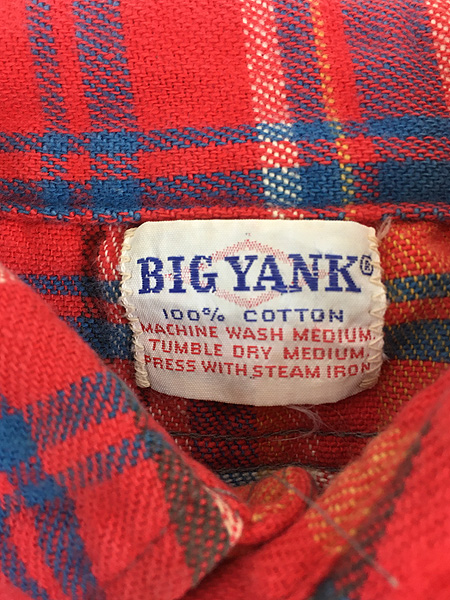 BIG YANK®
100% COTTON
MACHINE WASH MEDIUM
TUMBLE DRY MEDIUM
PRESS WITH STEAM IRON